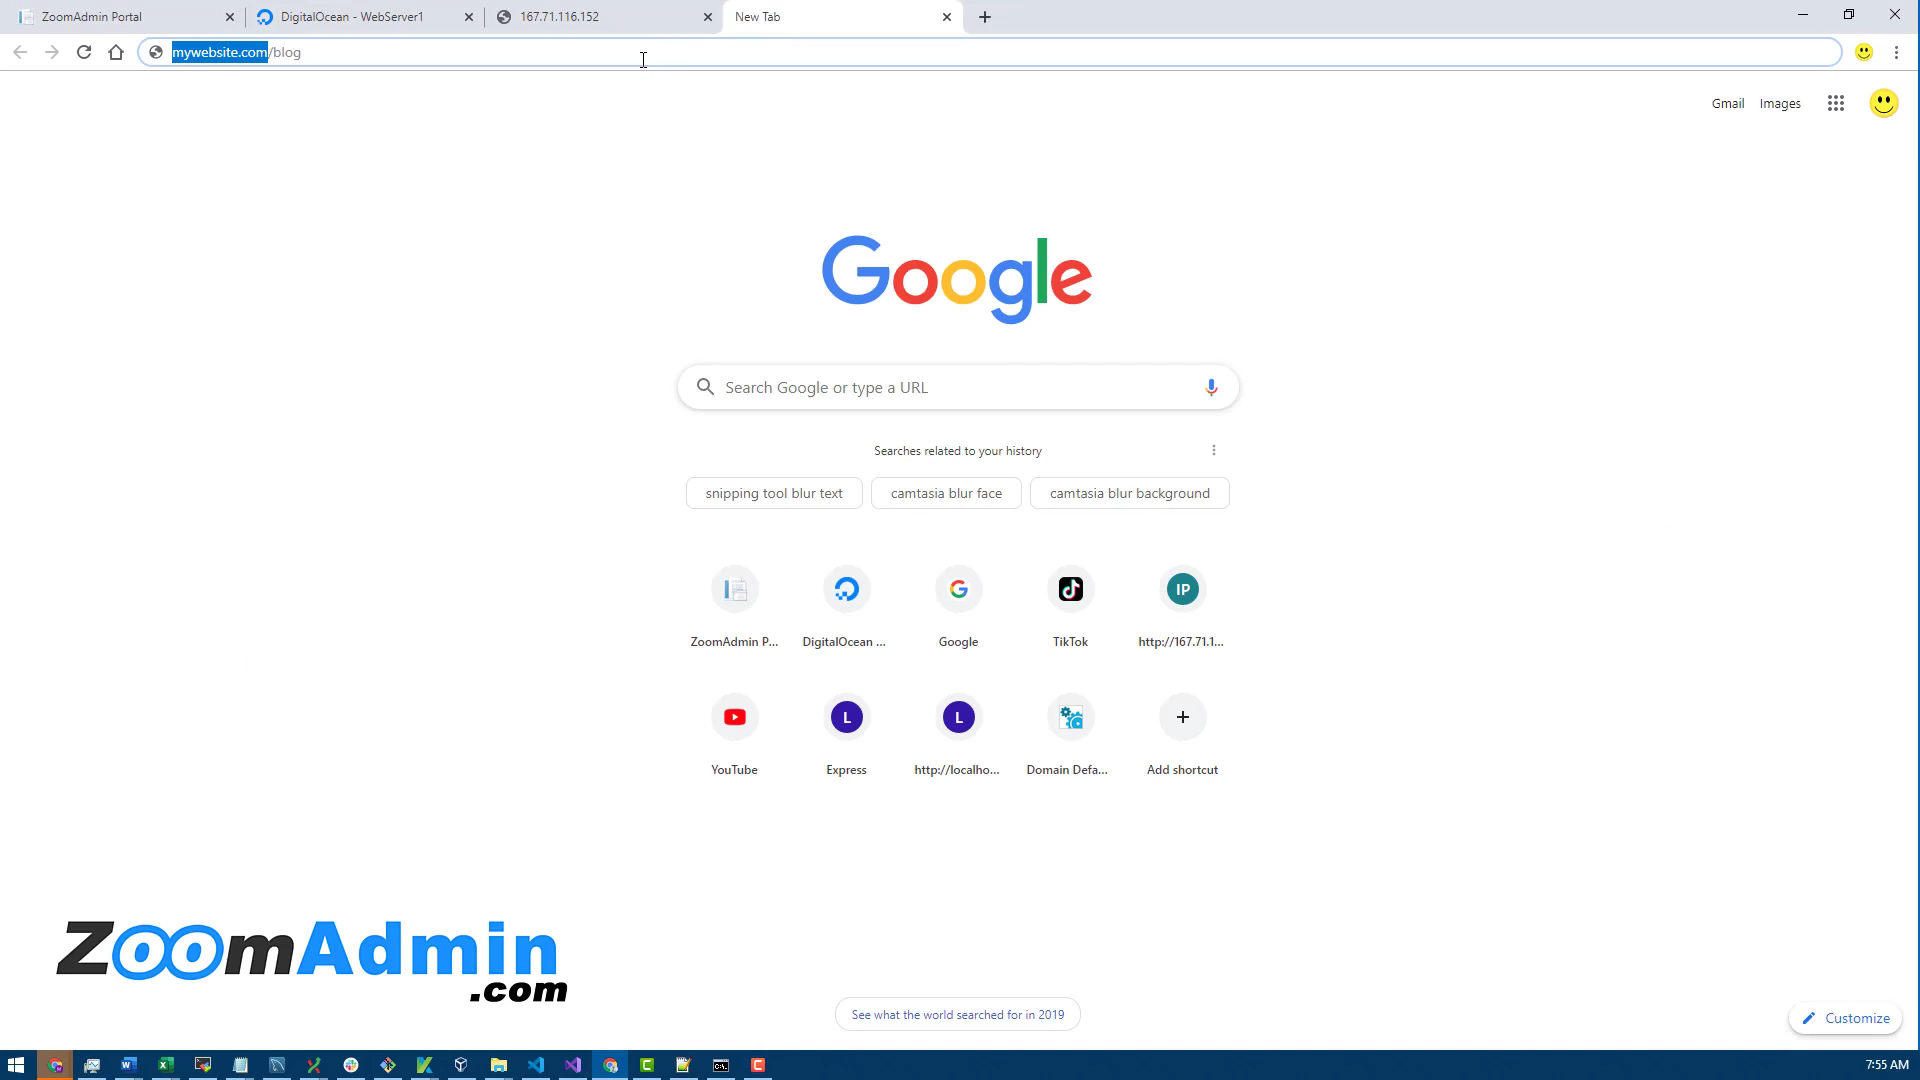 ZoomAdmin Portal
DigitalOcean - WebServer1
167.71.116.152
New Tab
mywebsite.com/blog
Gmail
Images
Google
Search Google or type a URL
Searches related to your history
snipping tool blur text
camtasia blur face
camtasia blur background
IP
ZoomAdmin P...
DigitalOcean ...
Google
TikTok
http://167.71.1...
L
L
YouTube
Express
http://localho...
Domain Defa...
Add shortcut
ZoomAdmin
.com
See what the world searched for in 2019
Customize
7:55 AM